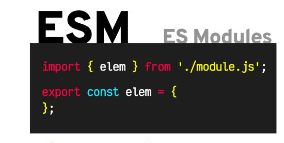 ESM ES Modules
import { elem } from './module.js';
export const elem = {
};